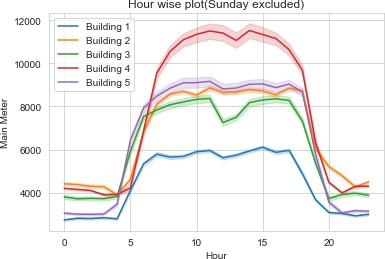 Hour wise plot(Sunday excluded)
12000
10000
8000
6000
4000
Main Meter
Building 1
Building 2
Building 3
Building 4
Building 5
0 5 10 15 20
Hour